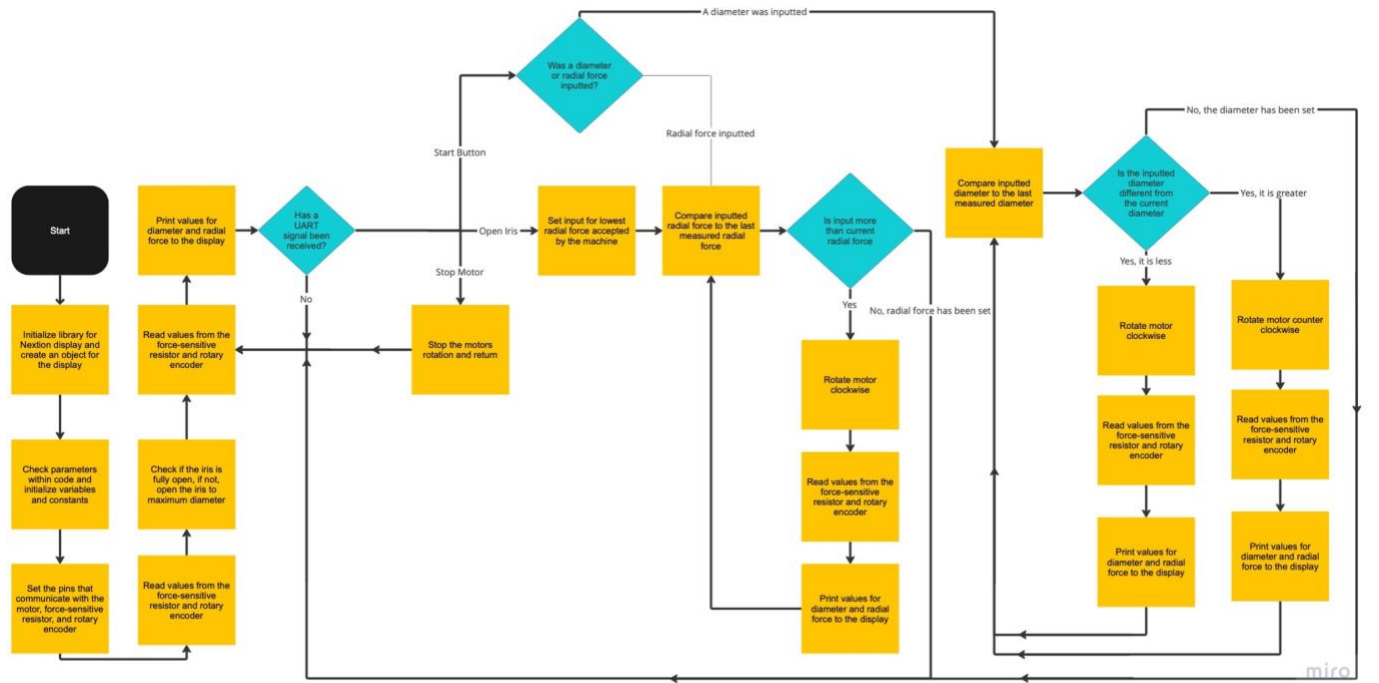 A diameter was inputted
Was a diameter
or radial force
inputted?
No, the diameter has been set
Radial force inputted
Start Button
Start
Print values for
diameter and radial
force to the display
Has a
UART
signal been
received?
Open Iris
Set input for lowest
radial force accepted
by the machine
Compare inputted
radial force to the last
measured radial
force
Is input more
than current
radial force
Compare inputted
diameter to the last
measured diameter
Is the inputted
diameter
different from
the current
diameter
Yes, it is greater
Yes, it is less
Stop Motor
No
Yes
No, radial force has been set
Initialize library for
Nextion display and
create an object for
the display
Read values from the
force-sensitive
resistor and rotary
encoder
Stop the motors
rotation and return
Rotate motor
clockwise
Rotate motor
clockwise
Rotate motor counter
clockwise
Check parameters
within code and
initialize variables
and constants
Check if the iris is
fully open, if not,
open the iris to
maximum diameter
Read values from the
force-sensitive
resistor and rotary
encoder
Read values from the
force-sensitive
resistor and rotary
encoder
Read values from the
force-sensitive
resistor and rotary
encoder
Set the pins that
communicate with the
motor, force-sensitive
resistor, and rotary
encoder
Read values from the
force-sensitive
resistor and rotary
encoder
Print values for
diameter and radial
force to the display
Print values for
diameter and radial
force to the display
Print values for
diameter and radial
force to the display
miro